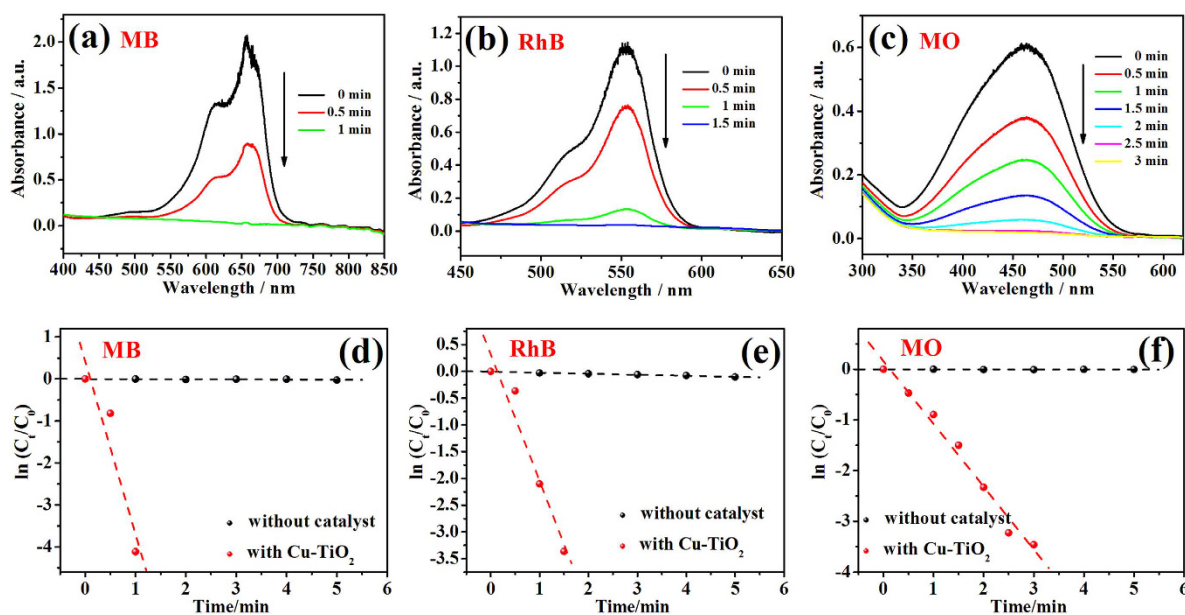 (a) MB
Absorbance / a.u.
2.0
1.5
1.0
0.5
0.0
0 min
0.5 min
1 min
400 450 500 550 600 650 700 750 800 850
Wavelength / nm
(b) RhB
Absorbance / a.u.
1.2
1.0
0.8
0.6
0.4
0.2
0.0
0 min
0.5 min
1 min
1.5 min
450 500 550 600 650
Wavelength / nm
(c) MO
Absorbance / a.u.
0.6
0.4
0.2
0.0
0 min
0.5 min
1 min
1.5 min
2 min
2.5 min
3 min
300 350 400 450 500 550 600
Wavelength / nm
MB (d)
ln (Ct/C0)
1
0
-1
-2
-3
-4
without catalyst
with Cu-TiO2
0 1 2 3 4 5 6
Time/min
RhB (e)
ln (Ct/C0)
0.5
0.0
-0.5
-1.0
-1.5
-2.0
-2.5
-3.0
-3.5
without catalyst
with Cu-TiO2
0 1 2 3 4 5 6
Time/min
MO (f)
ln (Ct/C0)
1
0
-1
-2
-3
-4
without catalyst
with Cu-TiO2
0 1 2 3 4 5 6
Time/min